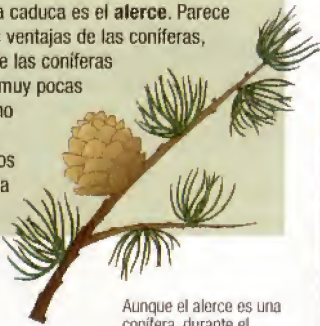 a caduca es el alerce. Parece
ventajas de las coníferas,
e las coníferas
muy pocas
no
os
a
Aunque el alerce es una
conífera, durante el